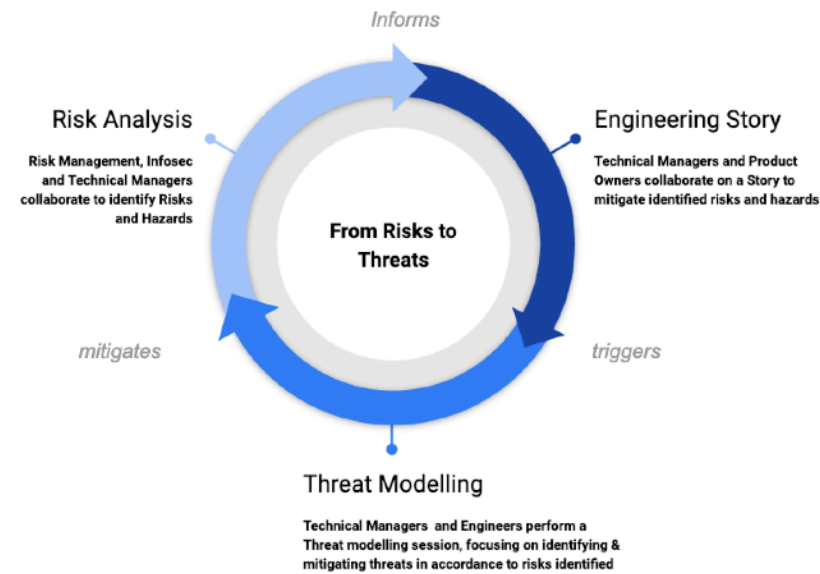 Informs
Risk Analysis
Risk Management, Infosec
and Technical Managers
collaborate to identify Risks
and Hazards
Engineering Story
Technical Managers and Product
Owners collaborate on a Story to
mitigate identified risks and hazards
From Risks to
Threats
mitigates
triggers
Threat Modelling
Technical Managers and Engineers perform a
Threat modelling session, focusing on identifying &
mitigating threats in accordance to risks identified